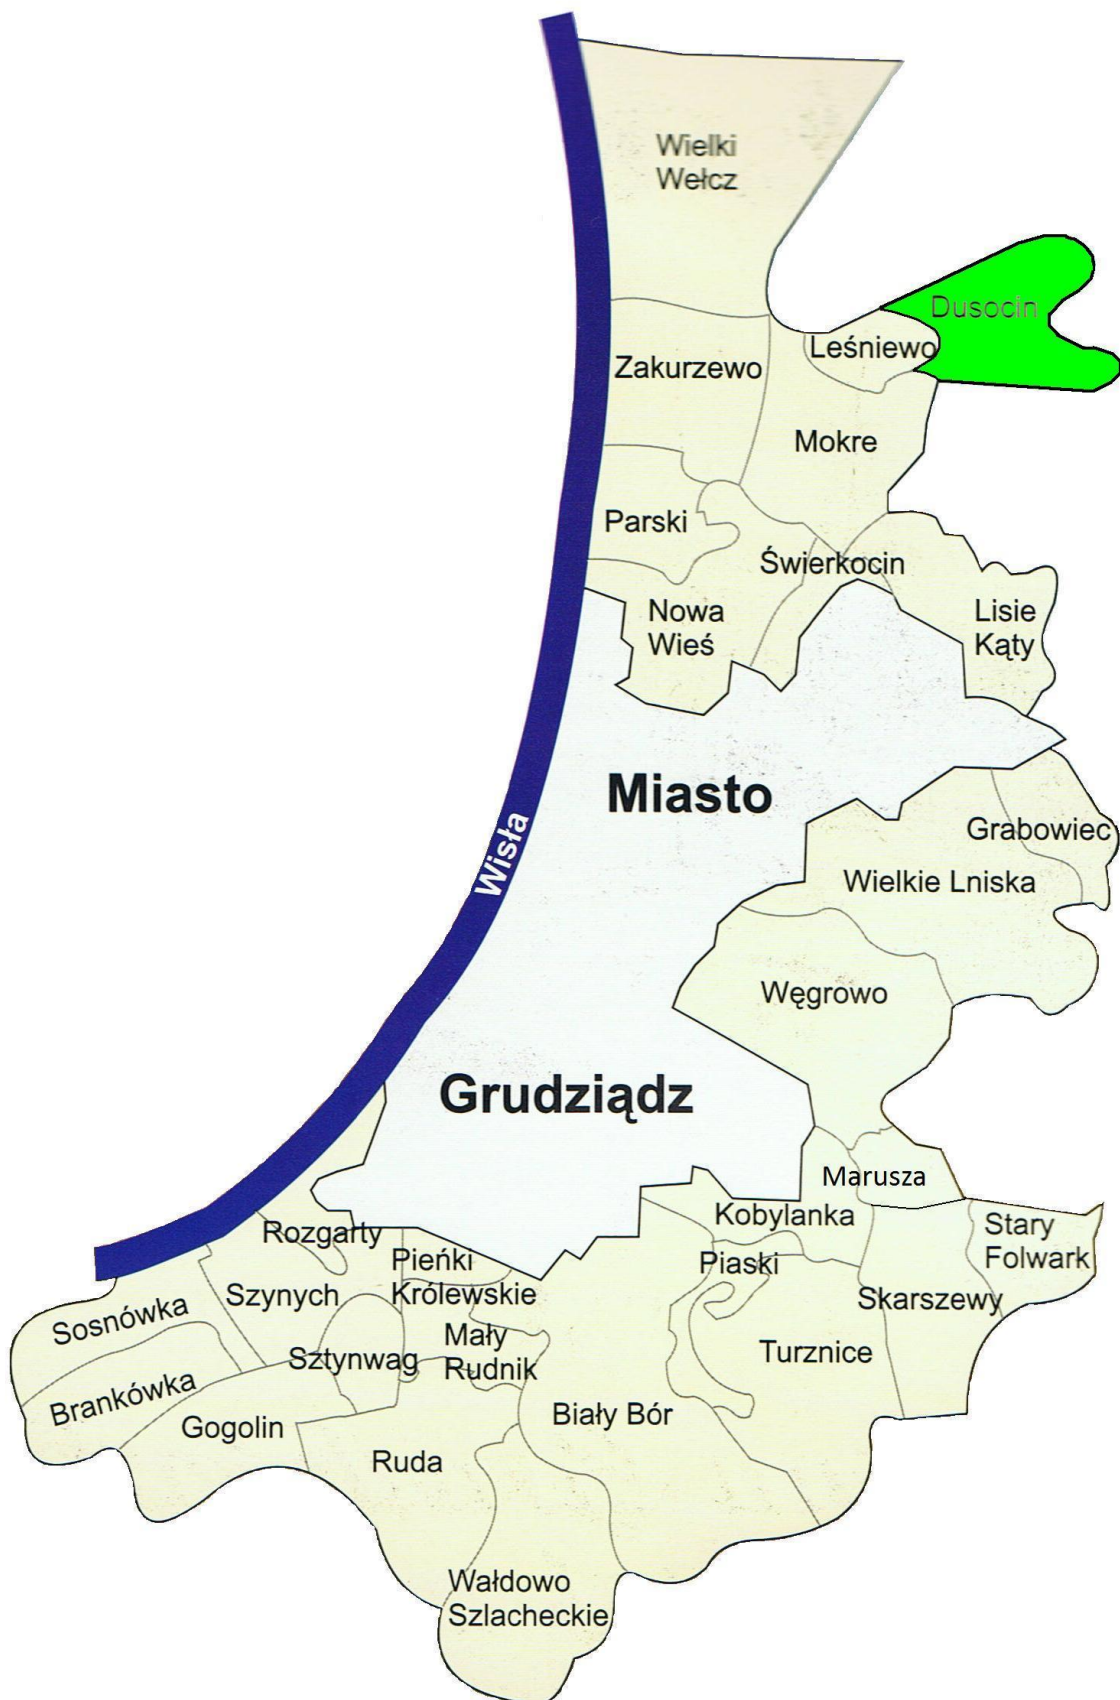 Wielki
Wełcz
Dusocin
Leśniewo
Zakurzewo
Mokre
Parski
Świerkocin
Nowa
Wieś
Lisie
Kąty
Miasto
Grabowiec
Wisła
Wielkie Lniska
Węgrowo
Grudziądz
Marusza
Kobylanka
Stary
Folwark
Rozgarty
Pieńki
Królewskie
Piaski
Szynych
Skarszewy
Sosnówka
Mały
Rudnik
Sztynwag
Turznice
Brankówka
Gogolin
Biały Bór
Ruda
Wałdowo
Szlacheckie